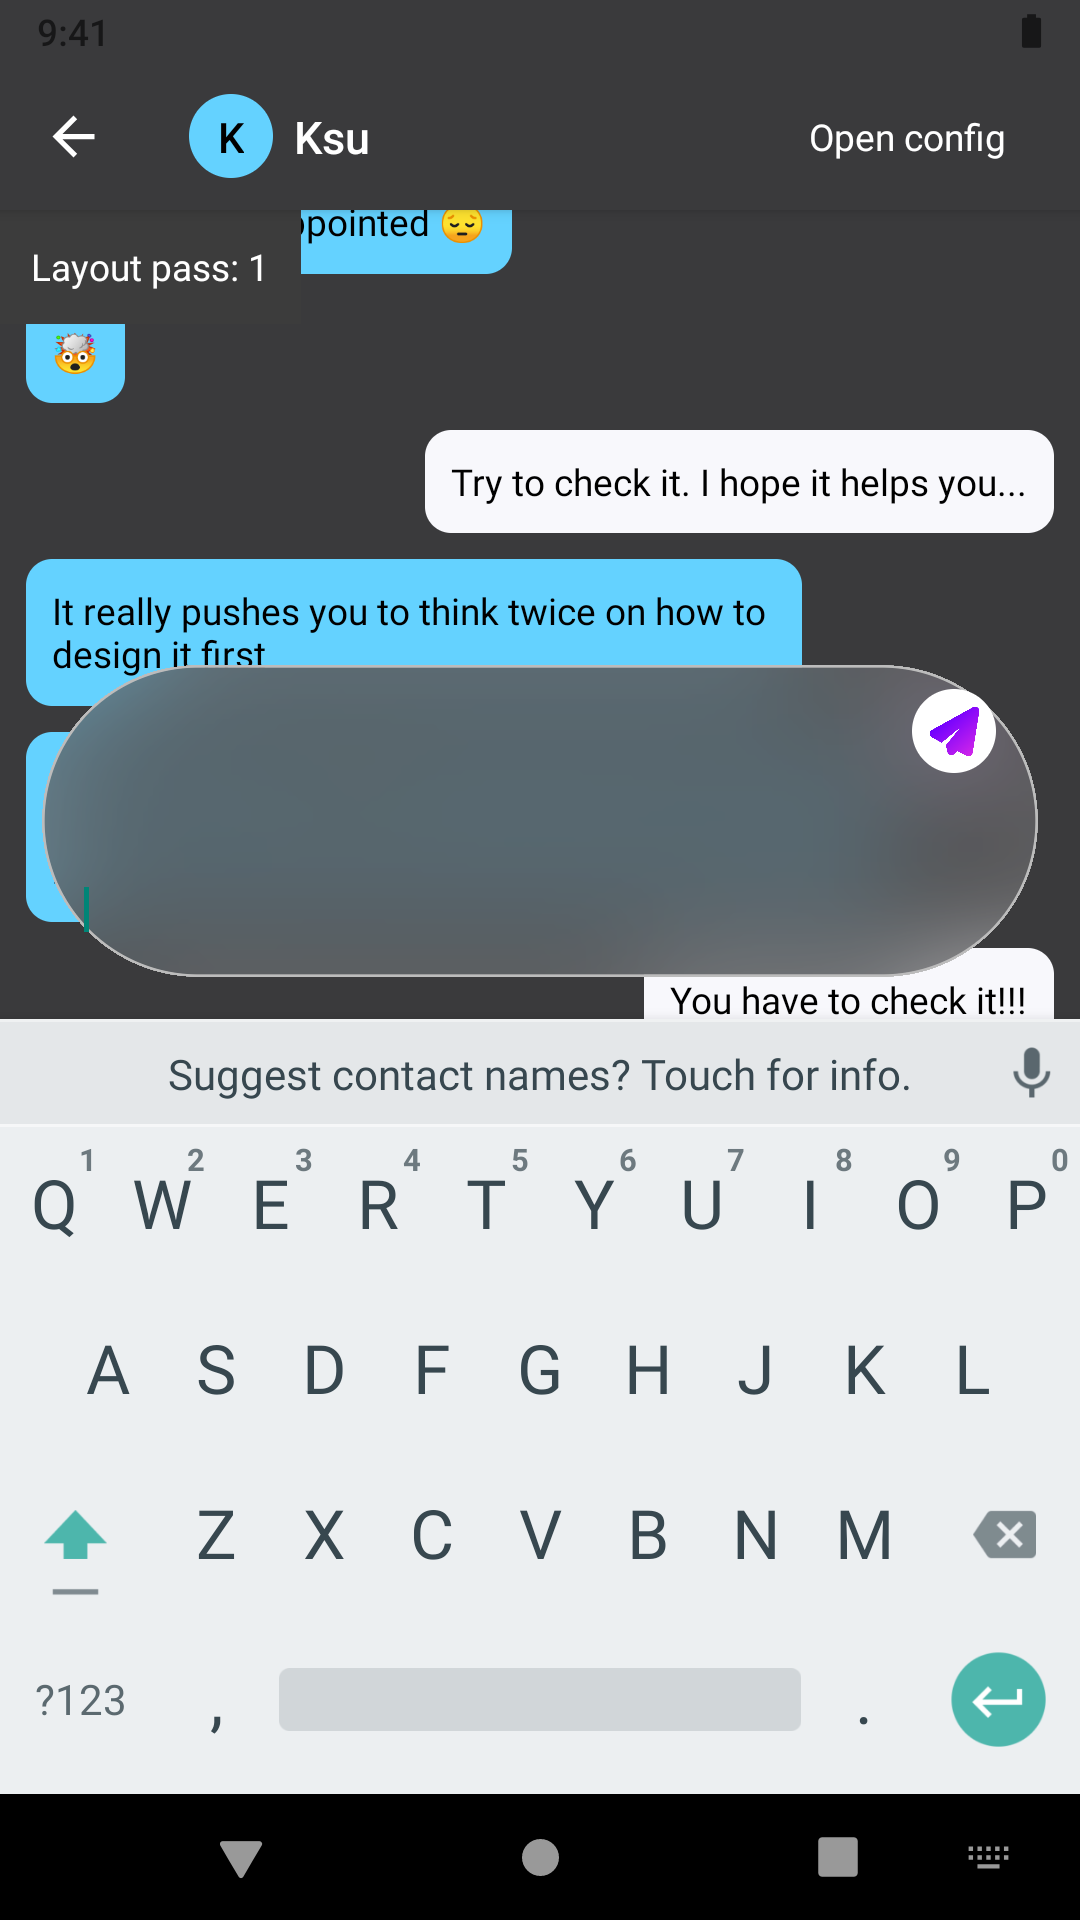 9:41
K
Ksu
Open config
Layout pass: 1
Try to check it. I hope it helps you...
It really pushes you to think twice on how to
design it first
You have to check it!!!
Suggest contact names? Touch for info.
1 2 3 4 5 6 7 8 9 0
Q W E R T Y U I O P
A S D F G H J K L
Z X C V B N M
?123 , .